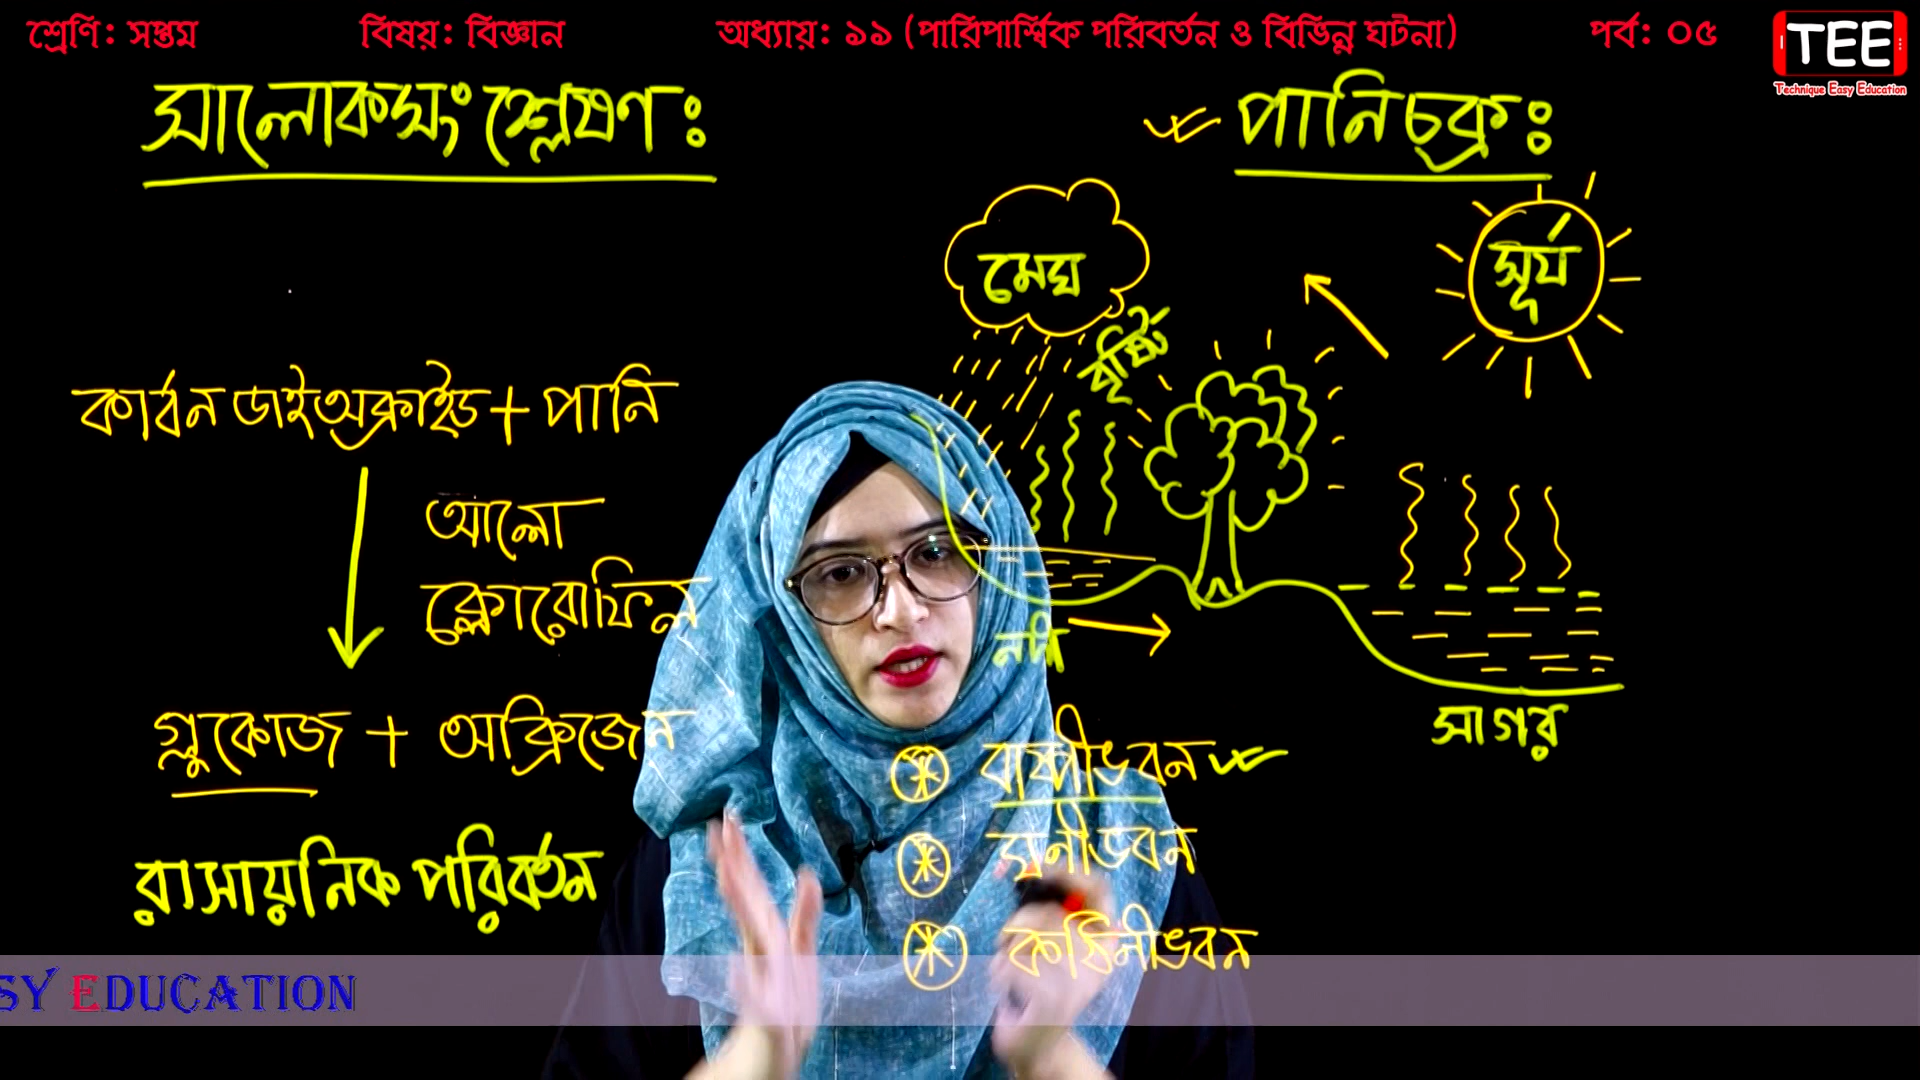 শ্রেণি: সপ্তম
বিষয়: বিজ্ঞান
অধ্যায়: ১১ (পারিপার্শ্বিক পরিবর্তন ও বিভিন্ন ঘটনা)
পর্ব: ০৫
TEE
Technique Easy Education
সালোকসংশ্লেষণঃ
কার্বন ডাইঅক্সাইড + পানি
আলো
ক্লোরোফিল
গ্লুকোজ + অক্সিজেন
রাসায়নিক পরিবর্তন
পানিচক্রঃ
মেঘ
সূর্য
বৃষ্টি
নদী
সাগর
বাষ্পীভবন
ঘনীভবন
কঠিনীভবন
SY EDUCATION